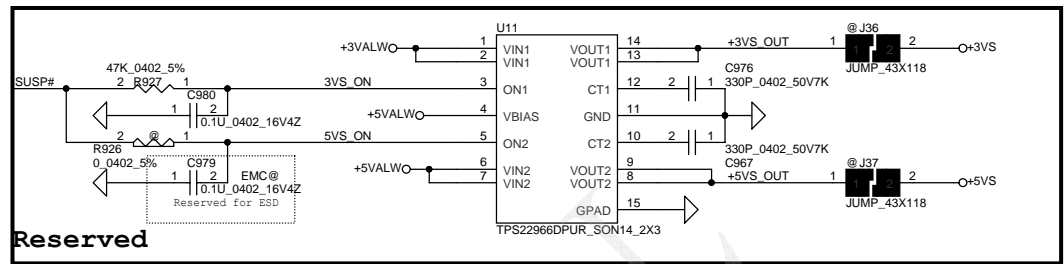 U11
@ J36
+3VALW
1
VIN1
VOUT1
14
+3VS_OUT
1
1
2
2
+3VS
2
VIN1
VOUT1
13
JUMP_43X118
47K_0402_5%
C976
SUSP#
2
R927
1
3VS_ON
3
ON1
CT1
12
2
1
330P_0402_50V7K
C980
1
2
0.1U_0402_16V4Z
+5VALW
4
VBIAS
GND
11
2
@
1
5VS_ON
5
ON2
CT2
10
2
1
R926
330P_0402_50V7K
0_0402_5%
C979
+5VALW
6
VIN2
VOUT2
9
C967
@ J37
1
2
EMC@
7
VIN2
VOUT2
8
+5VS_OUT
1
1
2
2
+5VS
0.1U_0402_16V4Z
Reserved for ESD
JUMP_43X118
GPAD
15
TPS22966DPUR_SON14_2X3
Reserved